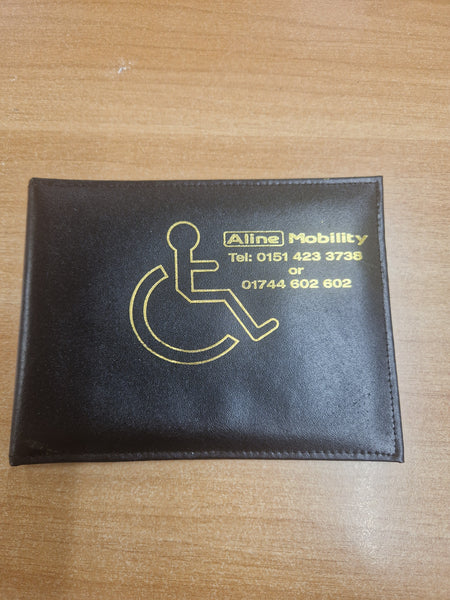 Aline Mobility
Tel: 0151 423 3738
or
01744 602 602